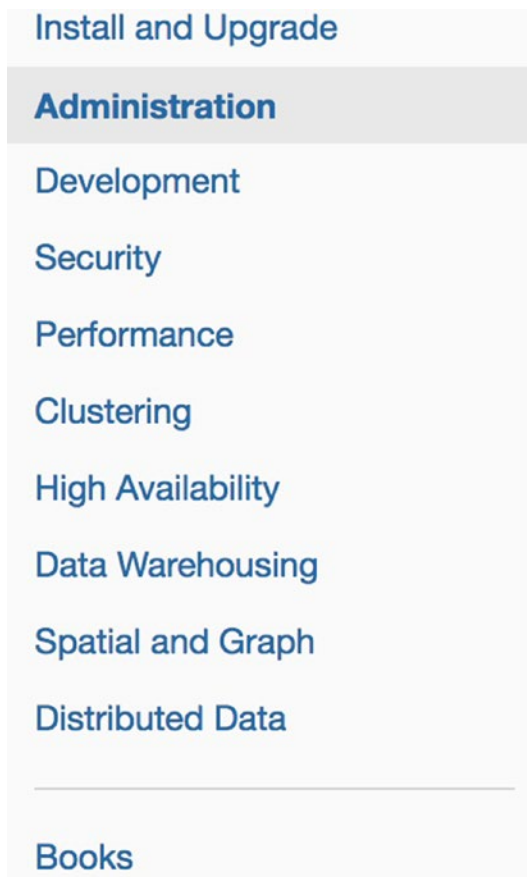 Install and Upgrade
Administration
Development
Security
Performance
Clustering
High Availability
Data Warehousing
Spatial and Graph
Distributed Data
Books